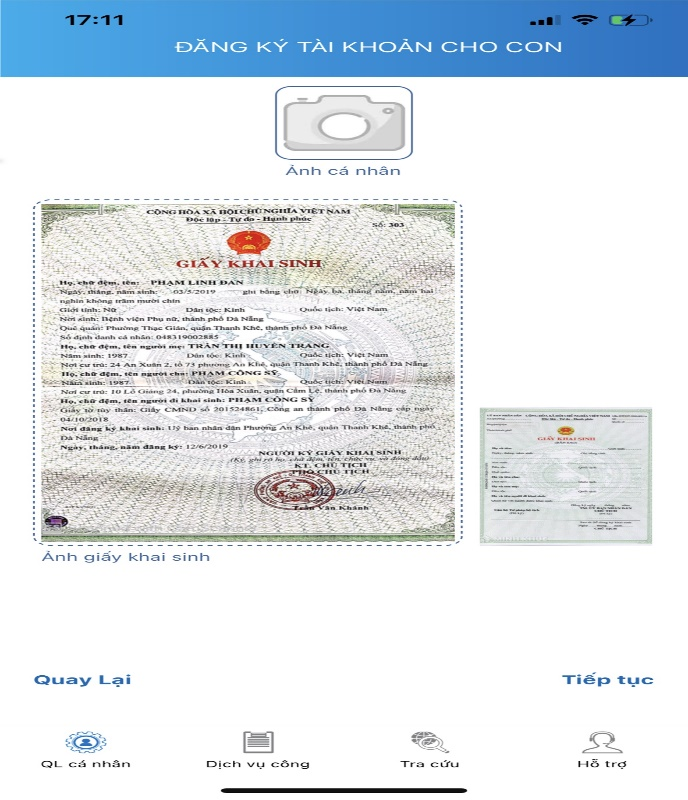 17:11
ĐĂNG KÝ TÀI KHOẢN CHO CON
Ảnh cá nhân
CỘNG HÒA XÃ HỘI CHỦ NGHĨA VIỆT NAM
Độc lập - Tự do - Hạnh phúc
Số: 303
GIẤY KHAI SINH
Họ, chữ đệm, tên: PHẠM LINH ĐAN
Ngày, tháng, năm sinh: 03/5/2019 ghi bằng chữ: Ngày ba, tháng năm, năm hai
nghìn không trăm mười chín
Giới tính: Nữ Dân tộc: Kinh Quốc tịch: Việt Nam
Nơi sinh: Bệnh viện Phụ nữ, thành phố Đà Nẵng
Quê quán: Phường Thạc Gián, quận Thanh Khê, thành phố Đà Nẵng
Số định danh cá nhân: 048319002885
Họ, chữ đệm, tên người mẹ: TRẦN THỊ HUYỀN TRANG
Năm sinh: 1987 Dân tộc: Kinh Quốc tịch: Việt Nam
Nơi cư trú: 24 An Xuân 2, tổ 73 phường An Khê, quận Thanh Khê, thành phố Đà Nẵng
Họ, chữ đệm, tên người cha: PHẠM CÔNG SỸ
Năm sinh: 1987 Dân tộc: Kinh Quốc tịch: Việt Nam
Nơi cư trú: 10 Lỗ Giáng 24, phường Hòa Xuân, quận Cẩm Lệ, thành phố Đà Nẵng
Họ, chữ đệm, tên người đi khai sinh: PHẠM CÔNG SỸ
Giấy tờ tùy thân: Giấy CMND số 201524861, Công an thành phố Đà Nẵng cấp ngày
04/10/2018
Nơi đăng ký khai sinh: Uỷ ban nhân dân Phường An Khê, quận Thanh Khê, thành phố
Đà Nẵng
Ngày, tháng, năm đăng ký: 12/6/2019
NGƯỜI KÝ GIẤY KHAI SINH
(Ký, ghi rõ họ, chữ đệm, tên, chức vụ và đóng dấu)
KT. CHỦ TỊCH
PHÓ CHỦ TỊCH
Trần Văn Khánh
GIẤY KHAI SINH
Ảnh giấy khai sinh
Quay Lại
Tiếp tục
QL cá nhân
Dịch vụ công
Tra cứu
Hỗ trợ